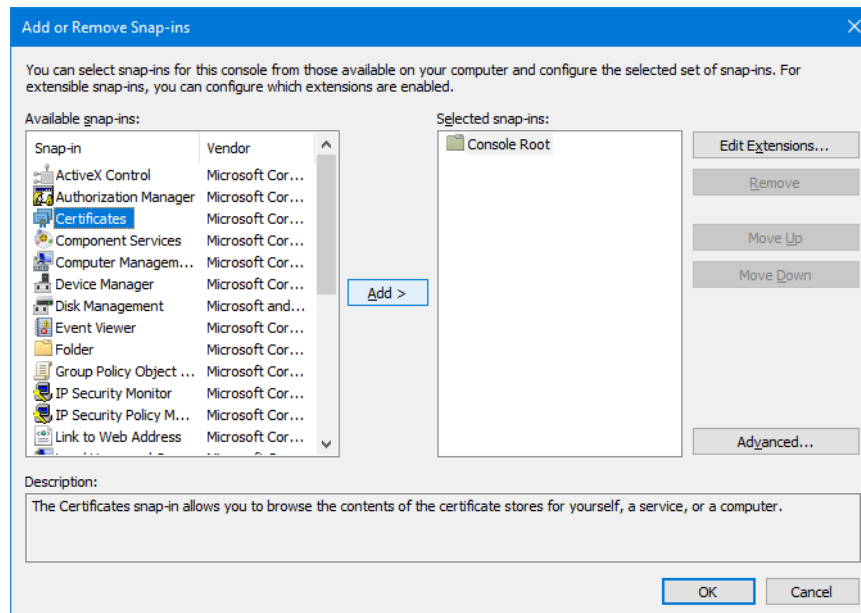 Add or Remove Snap-ins
You can select snap-ins for this console from those available on your computer and configure the selected set of snap-ins. For
extensible snap-ins, you can configure which extensions are enabled.
Available snap-ins:
Selected snap-ins:
Snap-in Vendor
ActiveX Control Microsoft Cor...
Authorization Manager Microsoft Cor...
Certificates Microsoft Cor...
Component Services Microsoft Cor...
Computer Managem... Microsoft Cor...
Device Manager Microsoft Cor...
Disk Management Microsoft and...
Event Viewer Microsoft Cor...
Folder Microsoft Cor...
Group Policy Object ... Microsoft Cor...
IP Security Monitor Microsoft Cor...
IP Security Policy M... Microsoft Cor...
Link to Web Address Microsoft Cor...
Add >
Console Root
Edit Extensions...
Remove
Move Up
Move Down
Advanced...
Description:
The Certificates snap-in allows you to browse the contents of the certificate stores for yourself, a service, or a computer.
OK
Cancel